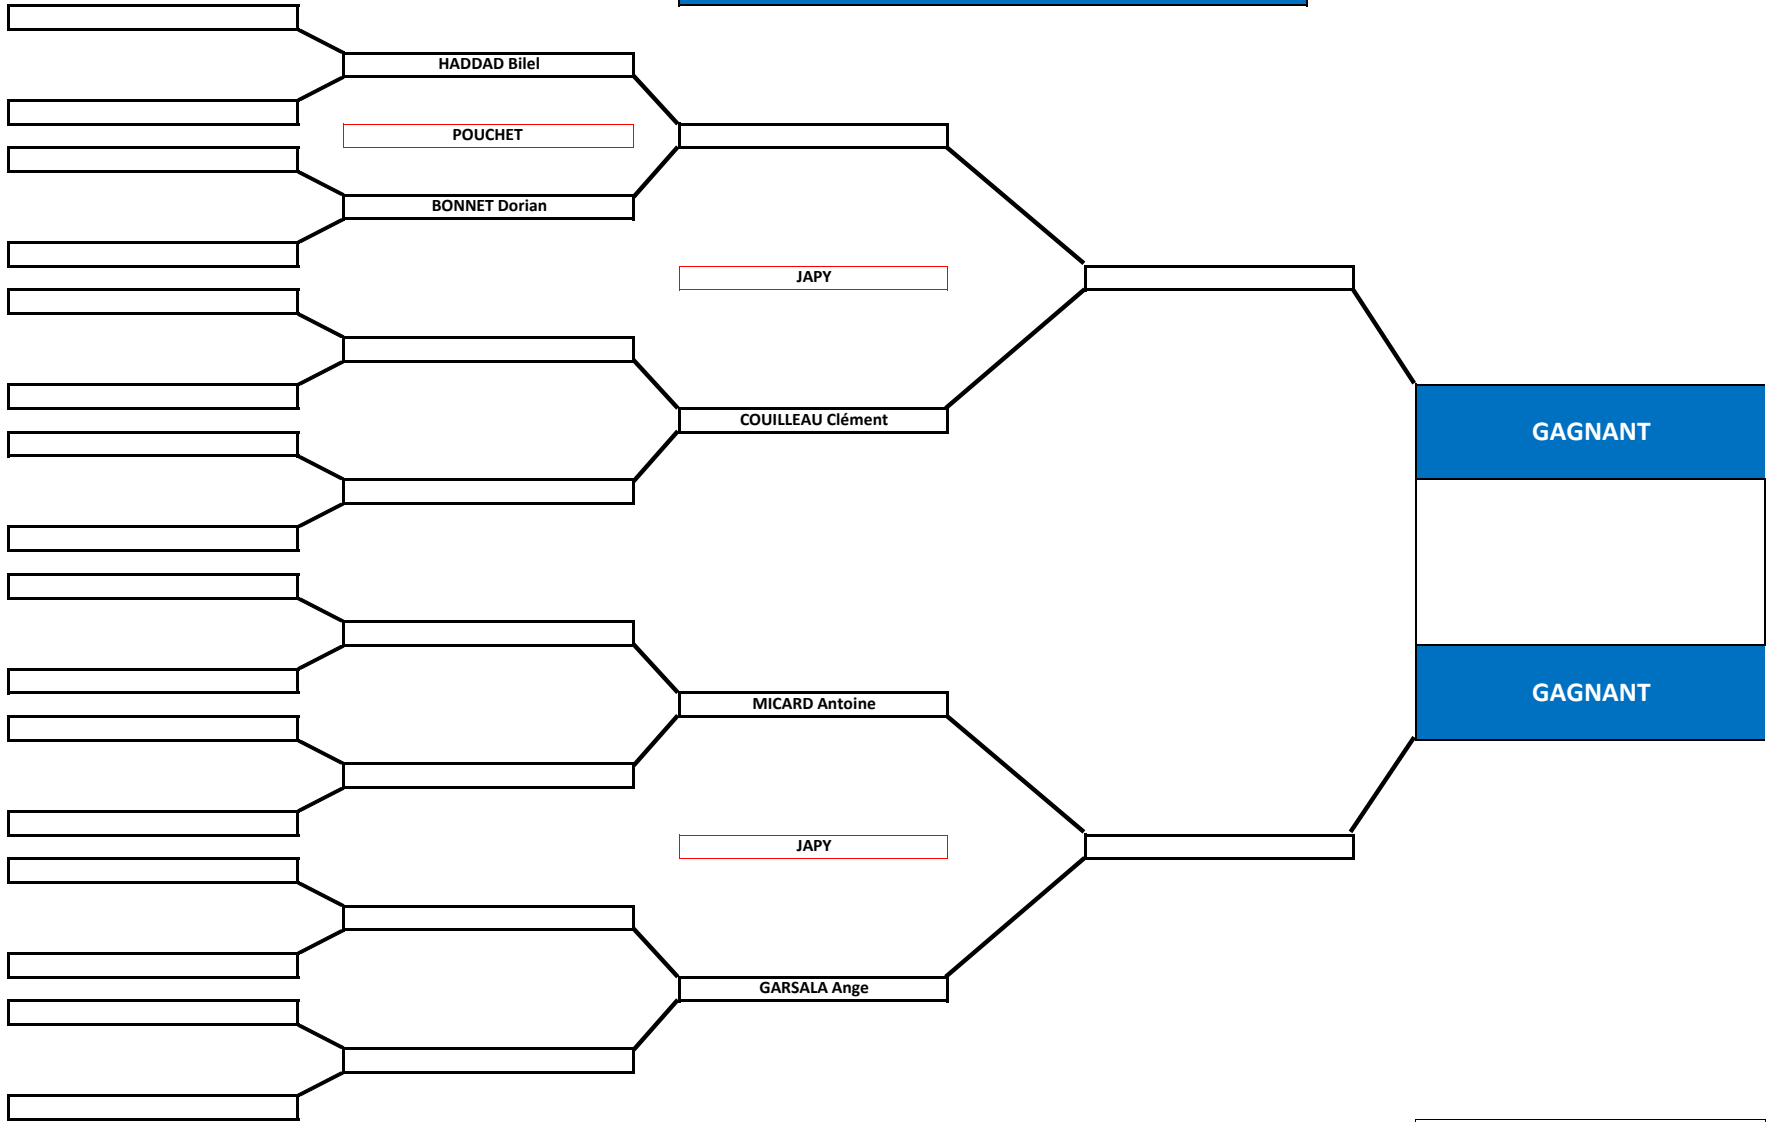 HADDAD Bilel
POUCHET
BONNET Dorian
JAPY
COUILLEAU Clément
GAGNANT
GAGNANT
MICARD Antoine
JAPY
GARSALA Ange